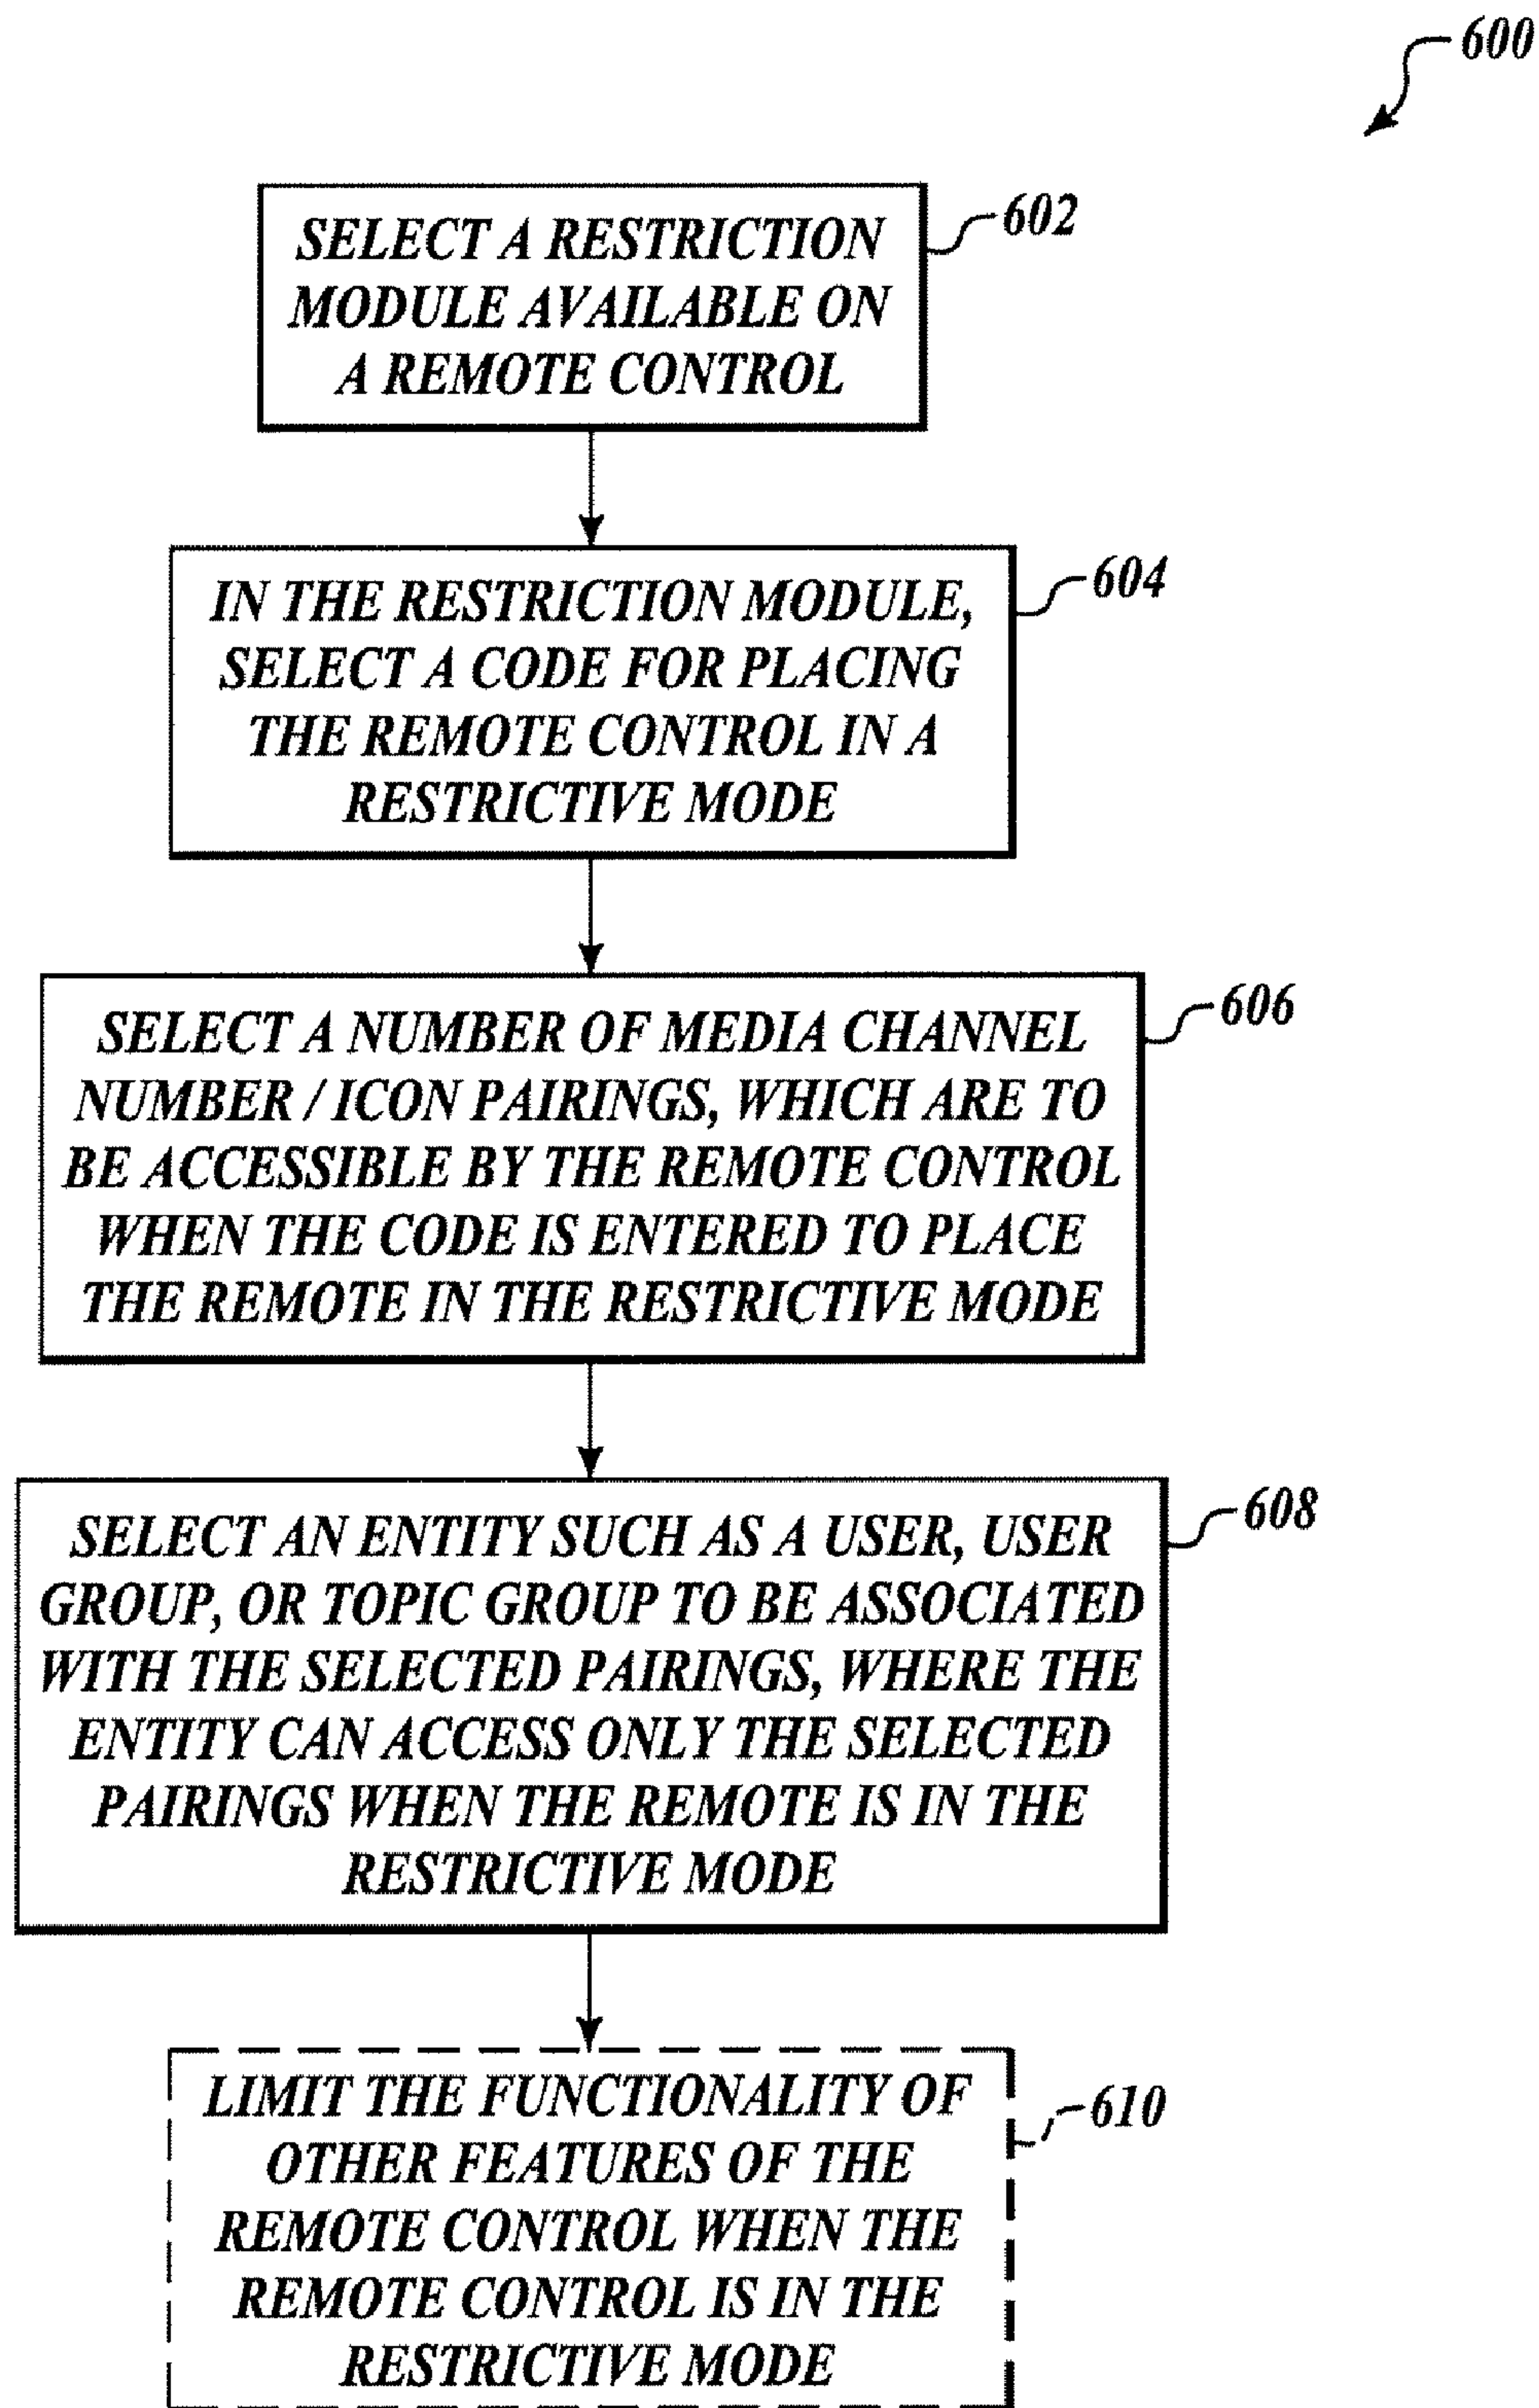 600
602
SELECT A RESTRICTION
MODULE AVAILABLE ON
A REMOTE CONTROL
604
IN THE RESTRICTION MODULE,
SELECT A CODE FOR PLACING
THE REMOTE CONTROL IN A
RESTRICTIVE MODE
606
SELECT A NUMBER OF MEDIA CHANNEL
NUMBER / ICON PAIRINGS, WHICH ARE TO
BE ACCESSIBLE BY THE REMOTE CONTROL
WHEN THE CODE IS ENTERED TO PLACE
THE REMOTE IN THE RESTRICTIVE MODE
608
SELECT AN ENTITY SUCH AS A USER, USER
GROUP, OR TOPIC GROUP TO BE ASSOCIATED
WITH THE SELECTED PAIRINGS, WHERE THE
ENTITY CAN ACCESS ONLY THE SELECTED
PAIRINGS WHEN THE REMOTE IS IN THE
RESTRICTIVE MODE
610
LIMIT THE FUNCTIONALITY OF
OTHER FEATURES OF THE
REMOTE CONTROL WHEN THE
REMOTE CONTROL IS IN THE
RESTRICTIVE MODE